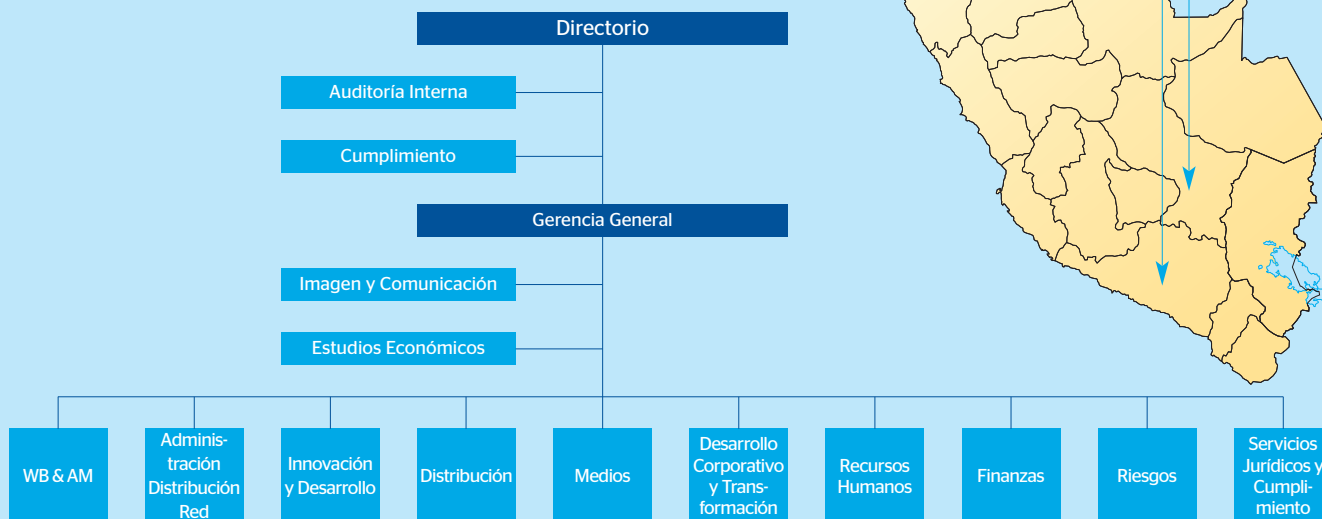 Directorio
Auditoría Interna
Cumplimiento
Gerencia General
Imagen y Comunicación
Estudios Económicos
WB & AM
Adminis-
tración
Distribución
Red
Innovación
y Desarrollo
Distribución
Medios
Desarrollo
Corporativo
y Trans-
formación
Recursos
Humanos
Finanzas
Riesgos
Servicios
Jurídicos y
Cumpli-
miento